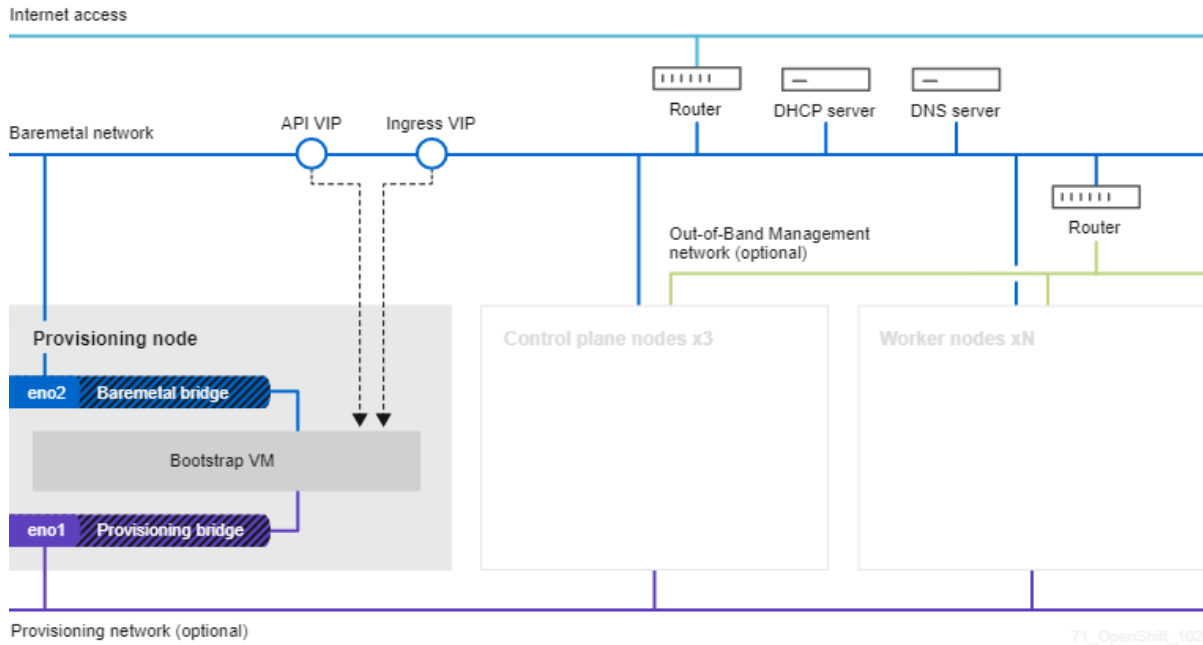 Internet access
Router
DHCP server
DNS server
Baremetal network
API VIP
Ingress VIP
Router
Out-of-Band Management
network (optional)
Provisioning node
Control plane nodes x3
Worker nodes xN
eno2
Baremetal bridge
Bootstrap VM
eno1
Provisioning bridge
Provisioning network (optional)
71_OpenShift_102